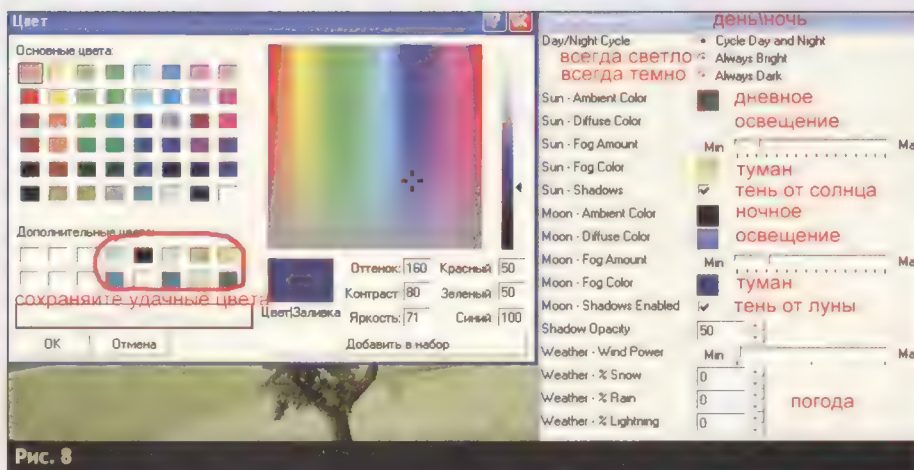 Цвет
Основные цвета:
Дополнительные цвета:
сохраняйте удачные цвета
Оттенок: 160 Красный 50
Контраст 80 Зеленый 50
Цвет|Заливка Яркость: 71 Синий 100
ОК Отмена Добавить в набор
день\ночь
Day/Night Cycle Cycle Day and Night
всегда светло Always Bright
всегда темно Always Dark
Sun - Ambient Color дневное
Sun - Diffuse Color освещение
Sun - Fog Amount Min Ma
Sun - Fog Color туман
Sun - Shadows тень от солнца
Moon - Ambient Color ночное
Moon - Diffuse Color освещение
Moon - Fog Amount Min Ma
Moon - Fog Color туман
Moon - Shadows Enabled тень от луны
Shadow Opacity 50
Weather - Wind Power Min Ma
Weather - % Snow 0
Weather - % Rain 0 погода
Weather - % Lightning 0
Рис. 8